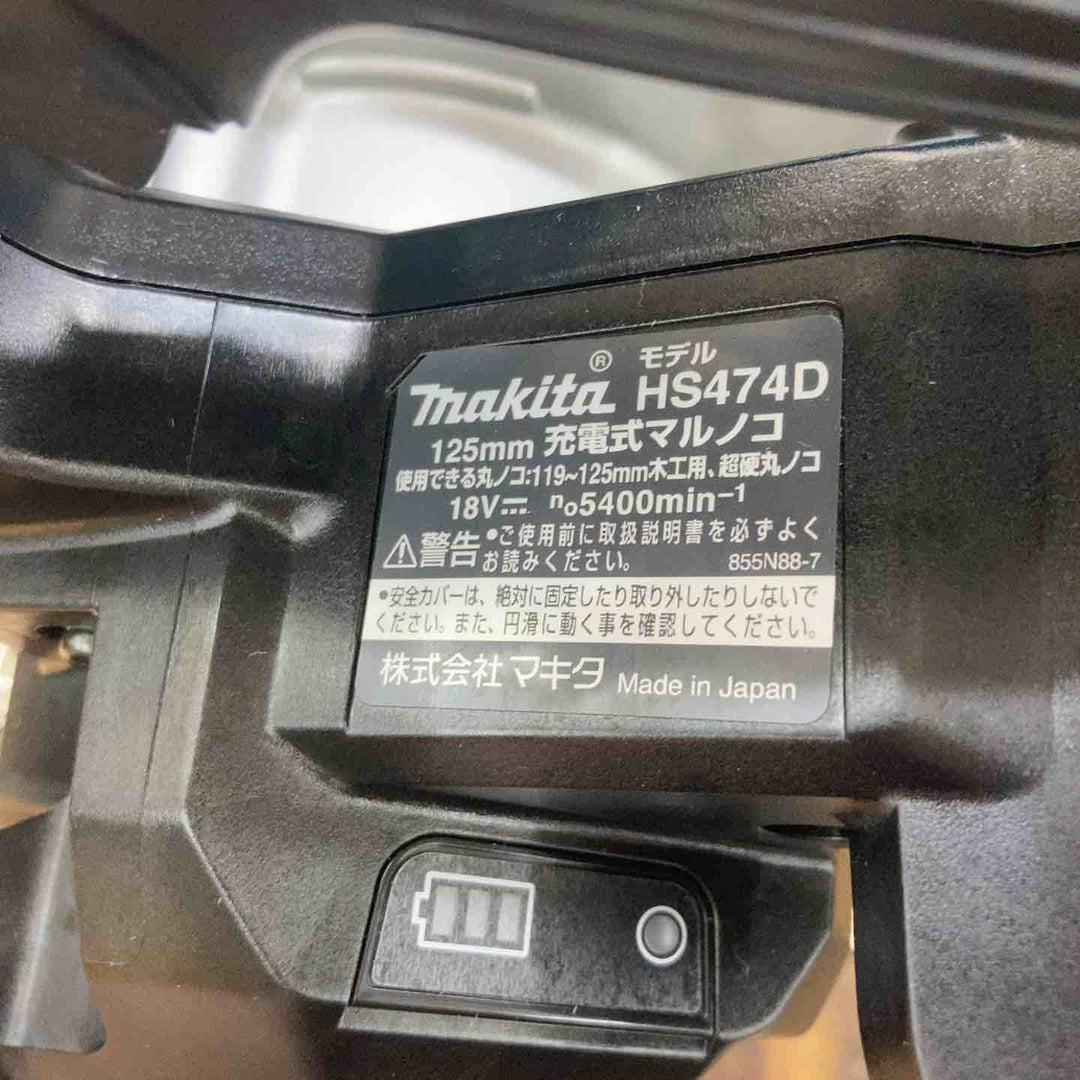 makita® モデル HS474D
125mm 充電式マルノコ
使用できる丸ノコ:119~125mm木工用、超硬丸ノコ
18V⎓ n₀5400min⁻¹
⚠警告 •ご使用前に取扱説明書を必ずよく
お読みください。 855N88-7
•安全カバーは、絶対に固定したり取り外したりしないで
ください。また、円滑に動く事を確認してください。
株式会社 マキタ Made in Japan